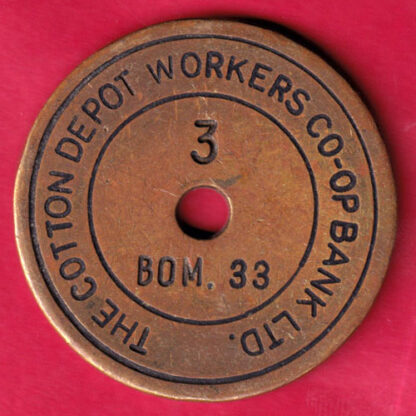 THE COTTON DEPOT WORKERS CO-OP BANK LTD.
3
BOM. 33